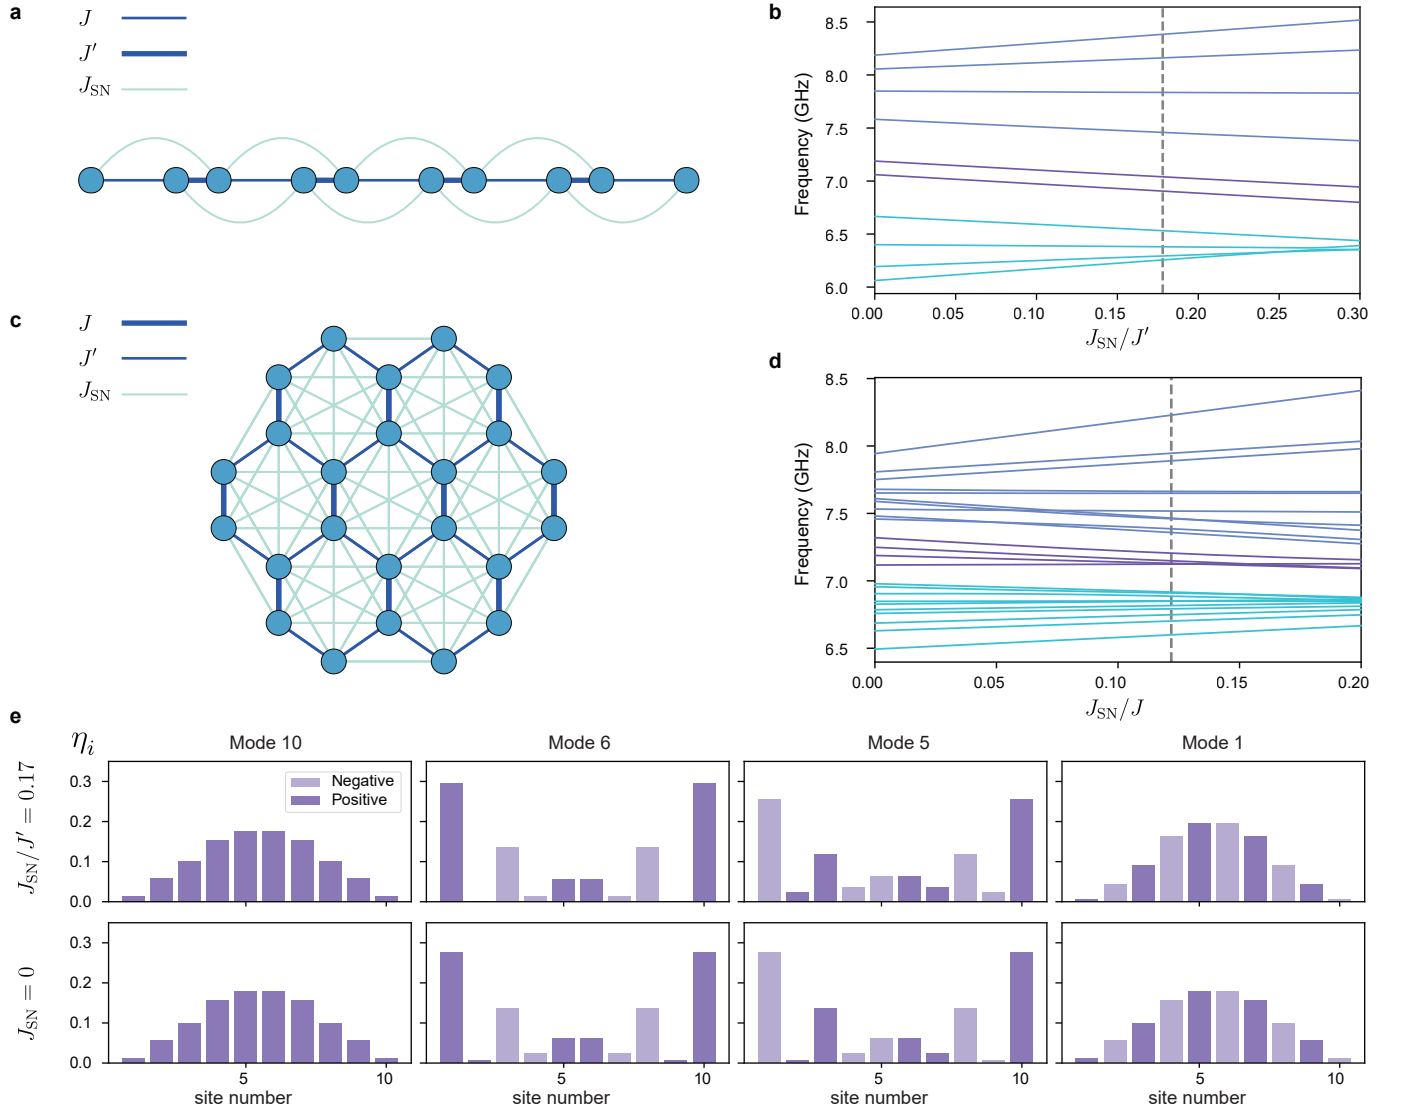 a
J
J′
J_SN
b
8.5
8.0
7.5
7.0
6.5
6.0
Frequency (GHz)
0.00 0.05 0.10 0.15 0.20 0.25 0.30
J_SN/J′
c
J
J′
J_SN
d
8.5
8.0
7.5
7.0
6.5
Frequency (GHz)
0.00 0.05 0.10 0.15 0.20
J_SN/J
e
η_i
Mode 10 Mode 6 Mode 5 Mode 1
J_SN/J′ = 0.17
0.3
0.2
0.1
0.0
Negative
Positive
J_SN = 0
0.3
0.2
0.1
0.0
5 10 5 10 5 10 5 10
site number site number site number site number